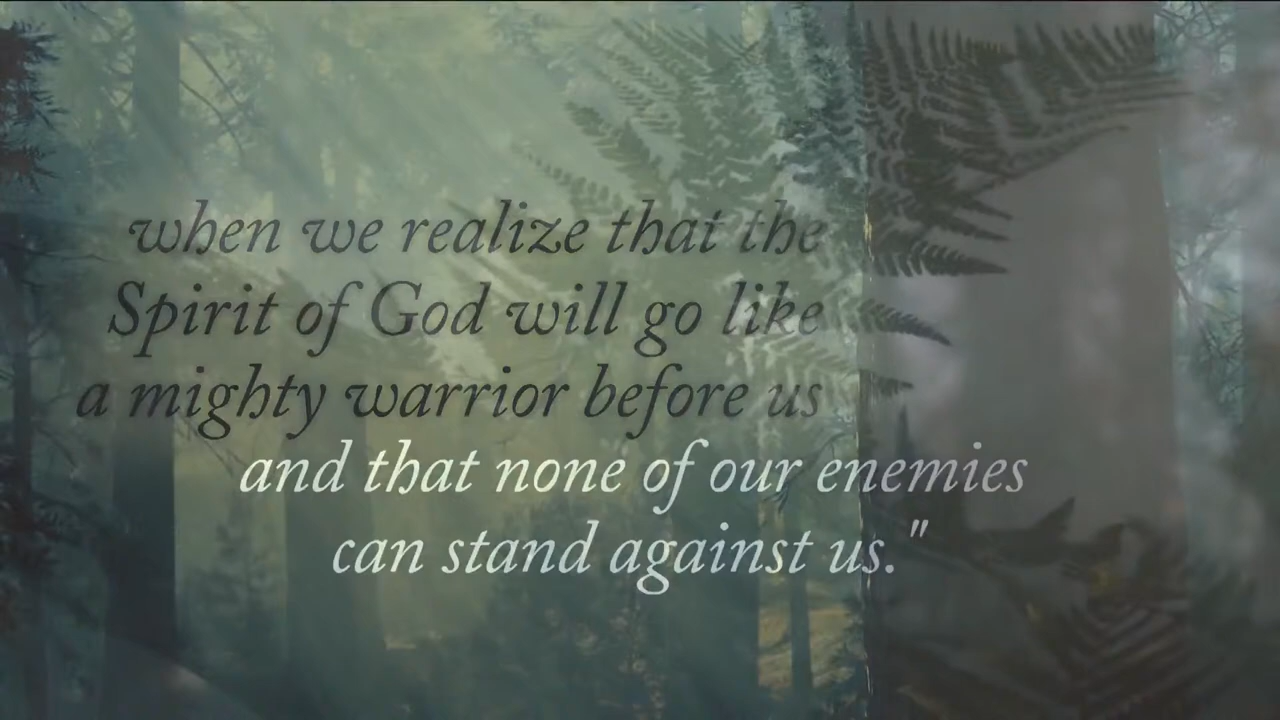 when we realize that the
Spirit of God will go like
a mighty warrior before us
and that none of our enemies
can stand against us."